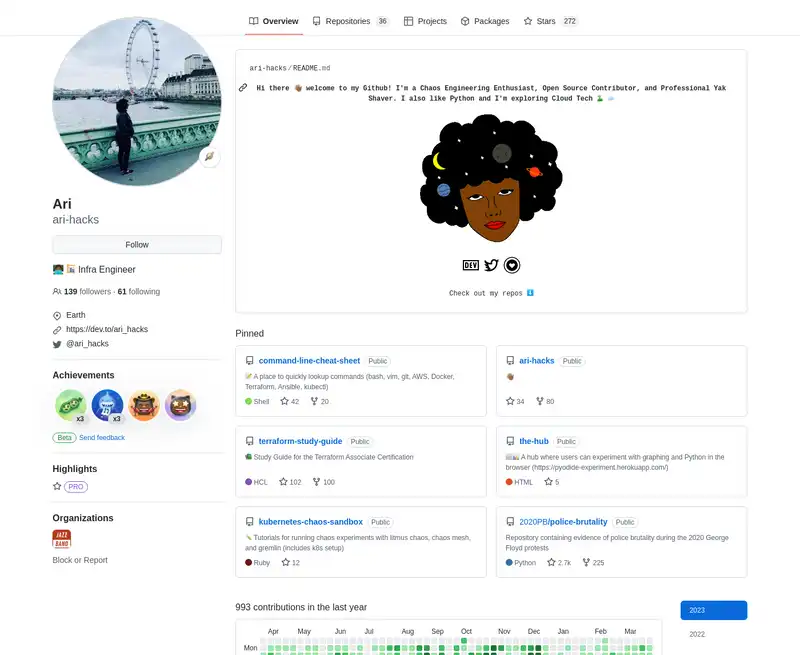 Overview
Repositories 36
Projects
Packages
Stars 272
ari-hacks/README.md
Hi there 👋🏾 welcome to my Github! I'm a Chaos Engineering Enthusiast, Open Source Contributor, and Professional Yak
Shaver. I also like Python and I'm exploring Cloud Tech 🐍 ☁️
DEV
Check out my repos ⬇️
Ari
ari-hacks
Follow
👩🏾‍💻 🏗️ Infra Engineer
139 followers · 61 following
Earth
https://dev.to/ari_hacks
@ari_hacks
Achievements
x3
x3
Beta Send feedback
Highlights
PRO
Organizations
JAZZ
BAND
Block or Report
Pinned
command-line-cheat-sheet Public
📝 A place to quickly lookup commands (bash, vim, git, AWS, Docker,
Terraform, Ansible, kubectl)
Shell 42 20
ari-hacks Public
👋🏾
34 80
terraform-study-guide Public
📚 Study Guide for the Terraform Associate Certification
HCL 102 100
the-hub Public
A hub where users can experiment with graphing and Python in the
browser (https://pyodide-experiment.herokuapp.com/)
HTML 5
kubernetes-chaos-sandbox Public
Tutorials for running chaos experiments with litmus chaos, chaos mesh,
and gremlin (includes k8s setup)
Ruby 12
2020PB/police-brutality Public
Repository containing evidence of police brutality during the 2020 George
Floyd protests
Python 2.7k 225
993 contributions in the last year
2023
2022
Apr May Jun Jul Aug Sep Oct Nov Dec Jan Feb Mar
Mon